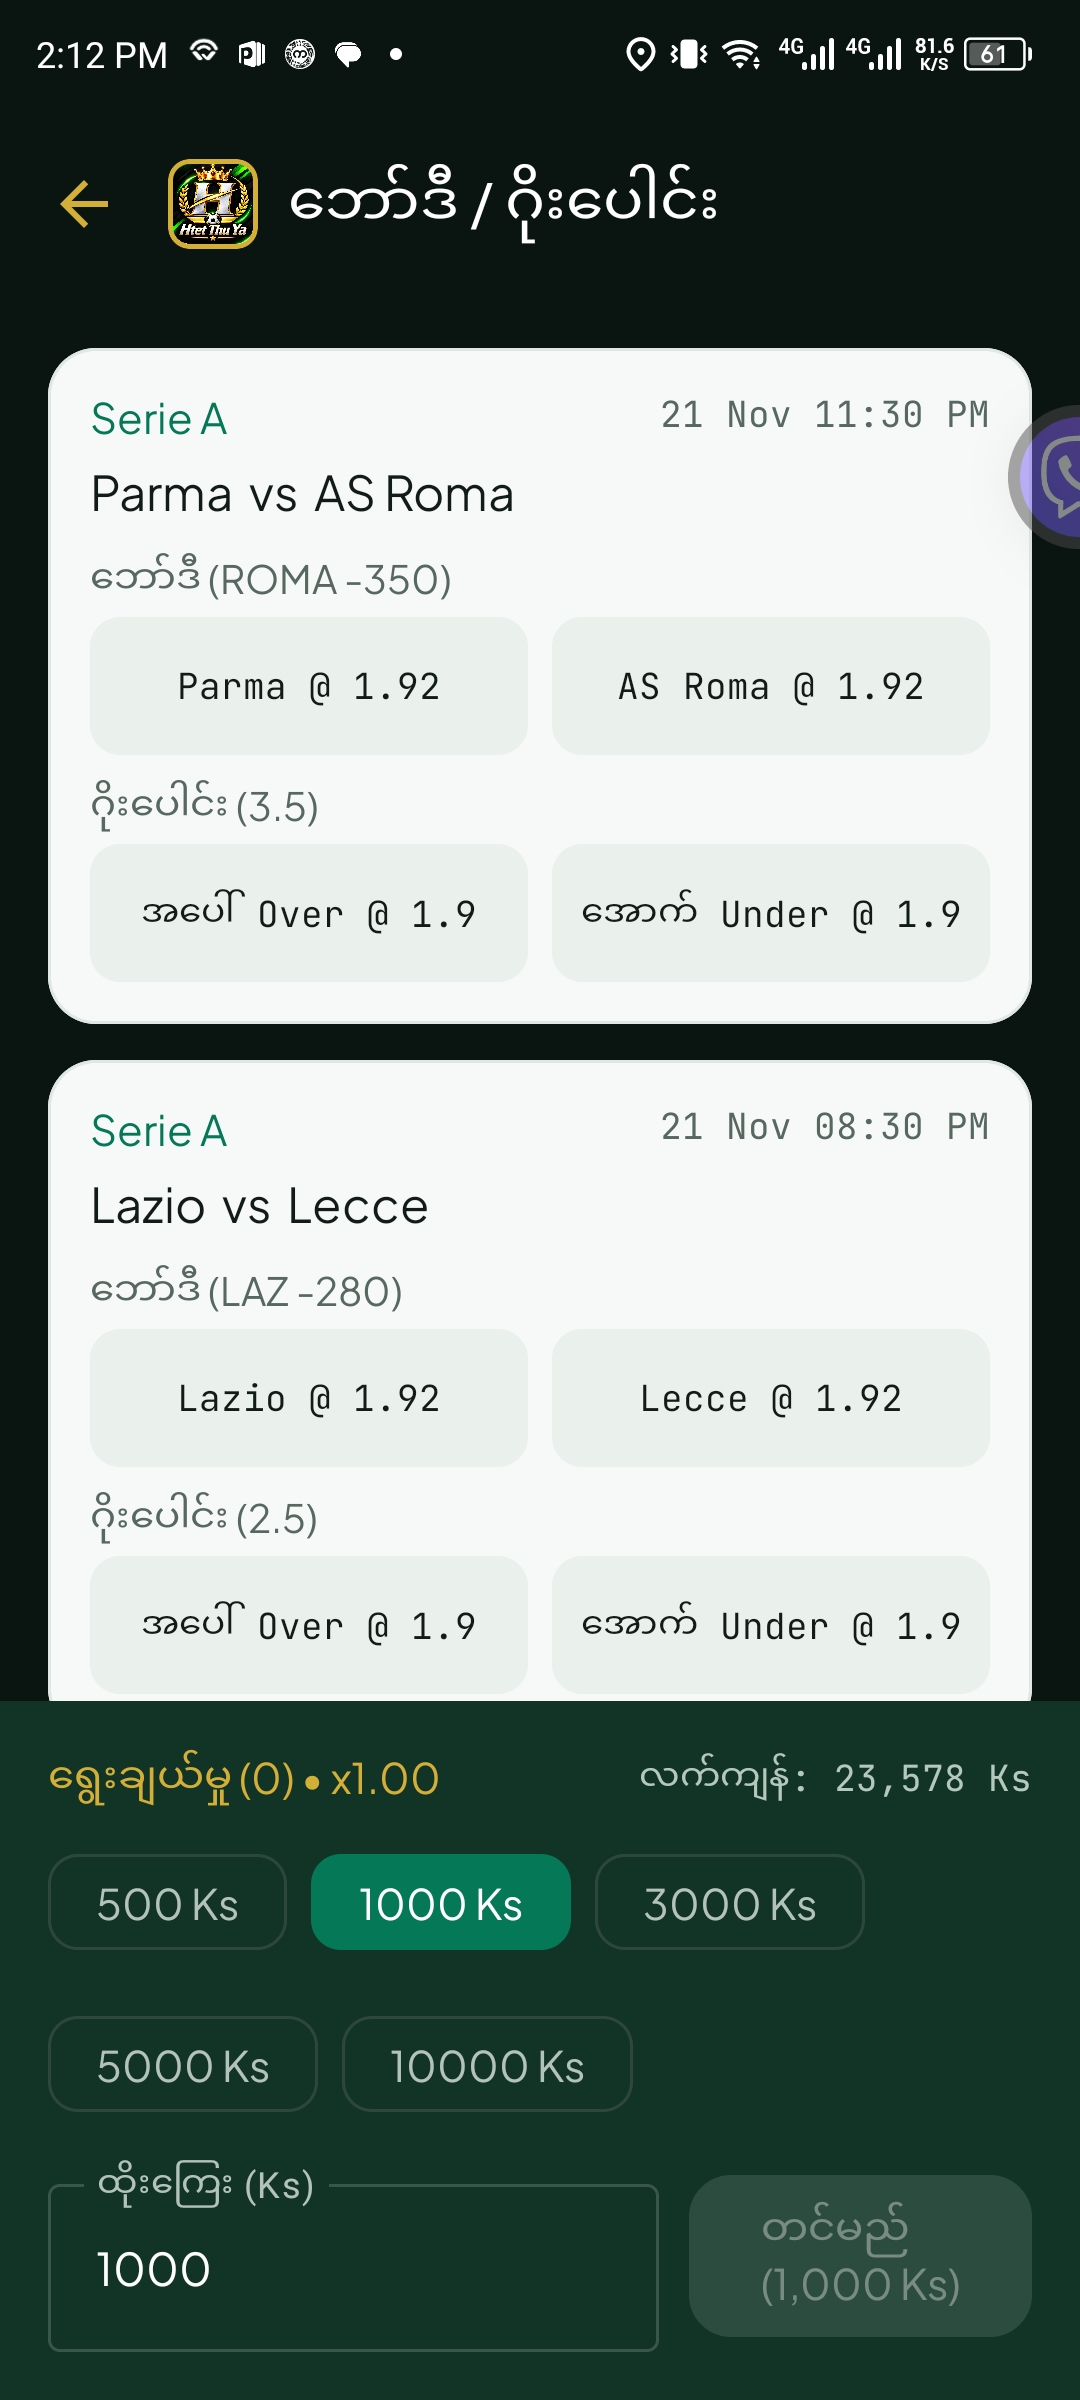 2:12 PM
4G 4G 81.6 K/S 61
Htet Thu Ya
ဘော်ဒီ / ဂိုးပေါင်း
Serie A 21 Nov 11:30 PM
Parma vs AS Roma
ဘော်ဒီ (ROMA -350)
Parma @ 1.92 AS Roma @ 1.92
ဂိုးပေါင်း (3.5)
အပေါ် Over @ 1.9 အောက် Under @ 1.9
Serie A 21 Nov 08:30 PM
Lazio vs Lecce
ဘော်ဒီ (LAZ -280)
Lazio @ 1.92 Lecce @ 1.92
ဂိုးပေါင်း (2.5)
အပေါ် Over @ 1.9 အောက် Under @ 1.9
ရွေးချယ်မှု (0) • x1.00 လက်ကျန်: 23,578 Ks
500 Ks 1000 Ks 3000 Ks
5000 Ks 10000 Ks
ထိုးကြေး (Ks)
1000
တင်မည်
(1,000 Ks)